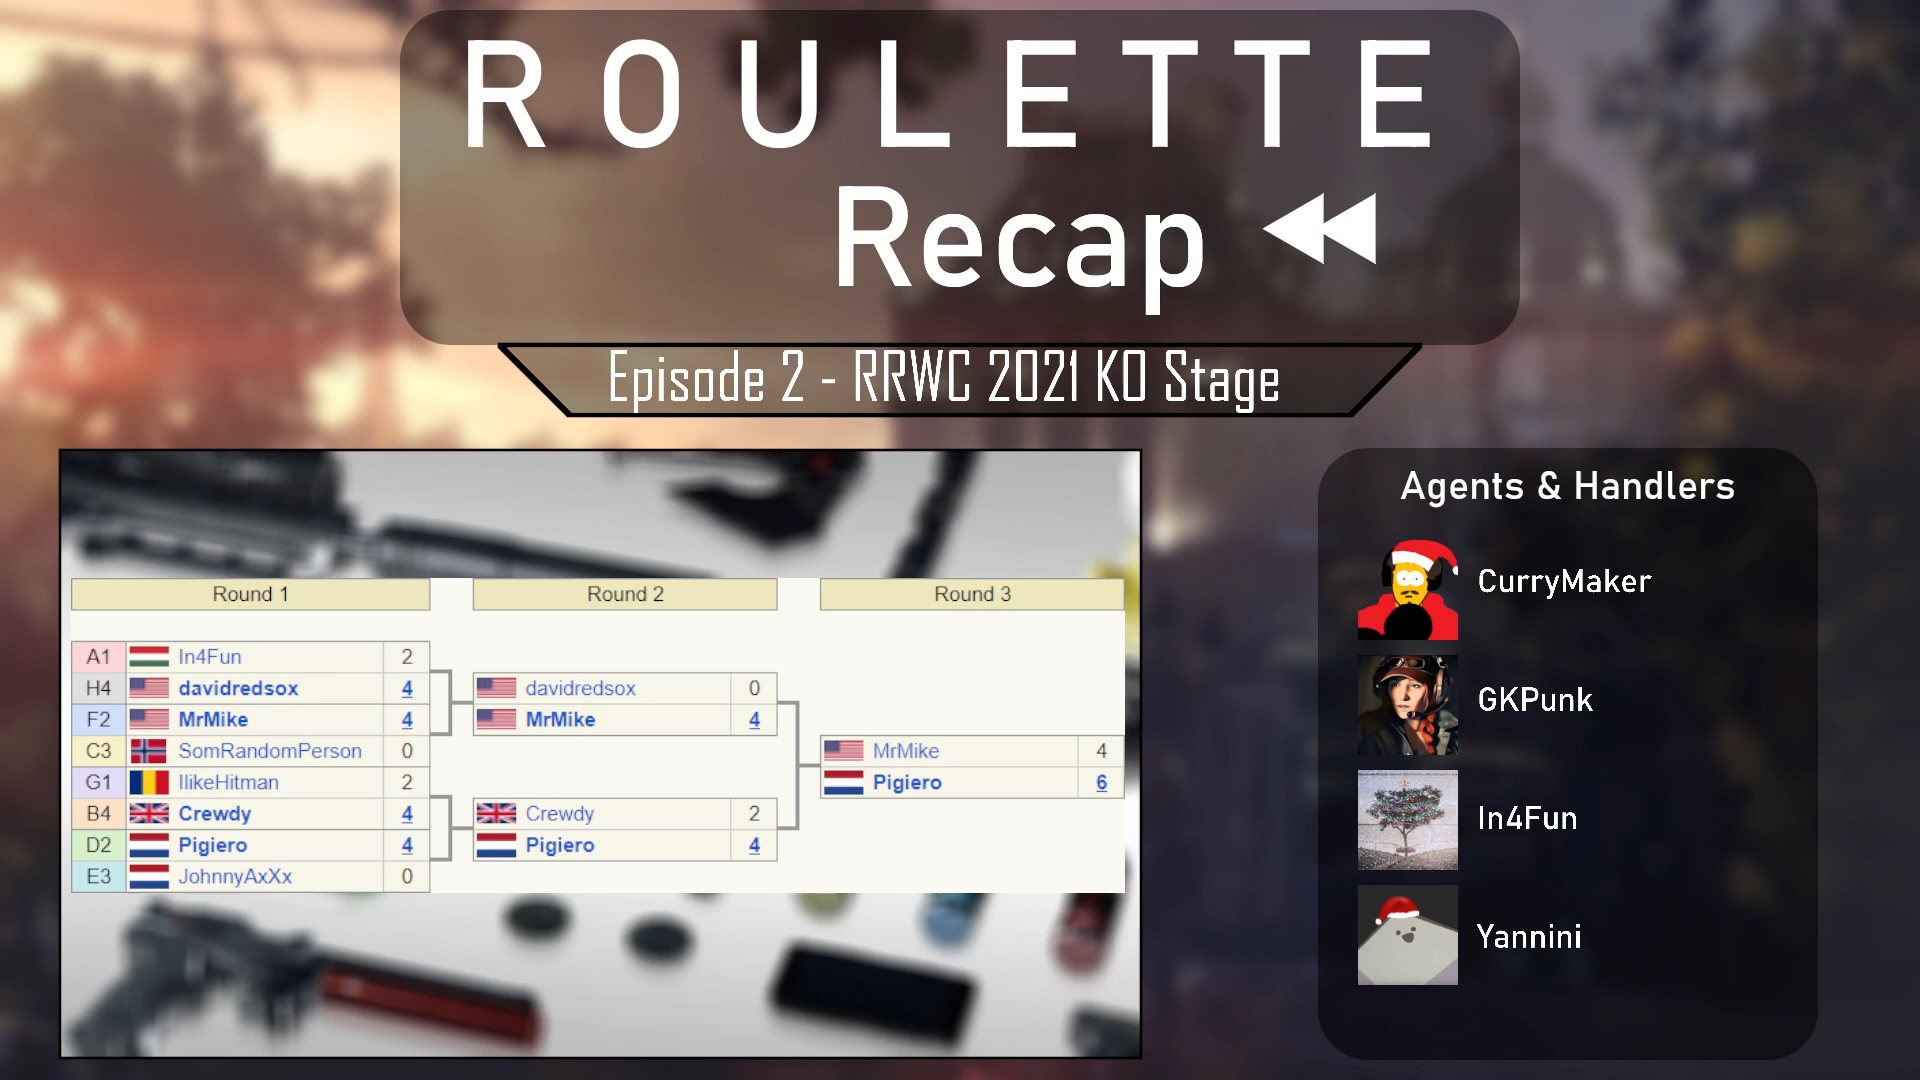 ROULETTE
Recap
Episode 2 - RRWC 2021 KO Stage
Round 1
Round 2
Round 3
A1 In4Fun 2
H4 davidredsox 4
F2 MrMike 4
C3 SomRandomPerson 0
G1 IlikeHitman 2
B4 Crewdy 4
D2 Pigiero 4
E3 JohnnyAxXx 0
davidredsox 0
MrMike 4
Crewdy 2
Pigiero 4
MrMike 4
Pigiero 6
Agents & Handlers
CurryMaker
GKPunk
In4Fun
Yannini